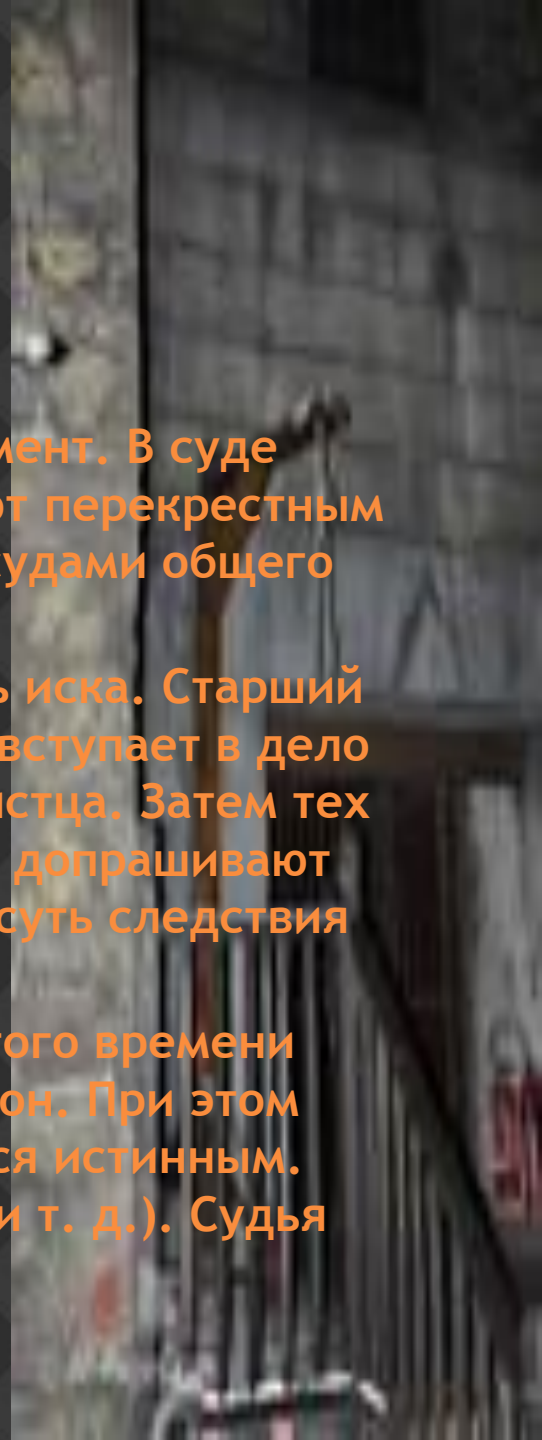 мент. В суде
от перекрестным
судами общего
ь иска. Старший
вступает в дело
истца. Затем тех
допрашивают
суть следствия
того времени
он. При этом
ся истинным.
и т. д.). Судья